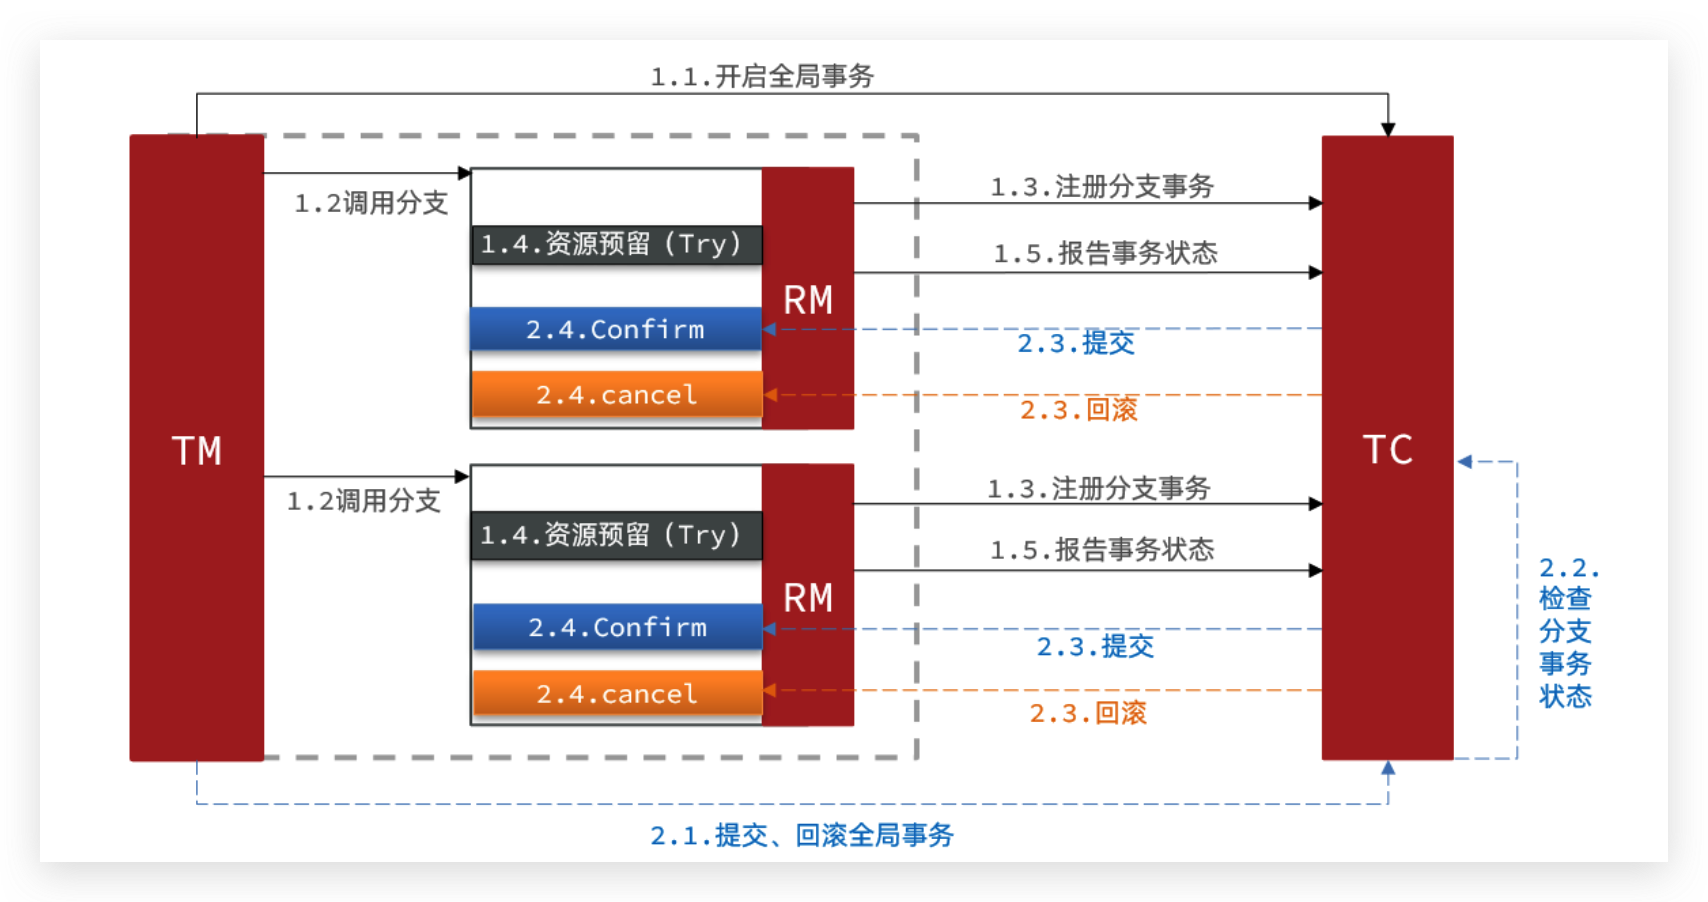 1.1.开启全局事务
TM
1.2调用分支
1.4.资源预留（Try）
2.4.Confirm
2.4.cancel
RM
1.3.注册分支事务
1.5.报告事务状态
2.3.提交
2.3.回滚
1.2调用分支
1.4.资源预留（Try）
2.4.Confirm
2.4.cancel
RM
1.3.注册分支事务
1.5.报告事务状态
2.3.提交
2.3.回滚
TC
2.2.
检查
分支
事务
状态
2.1.提交、回滚全局事务